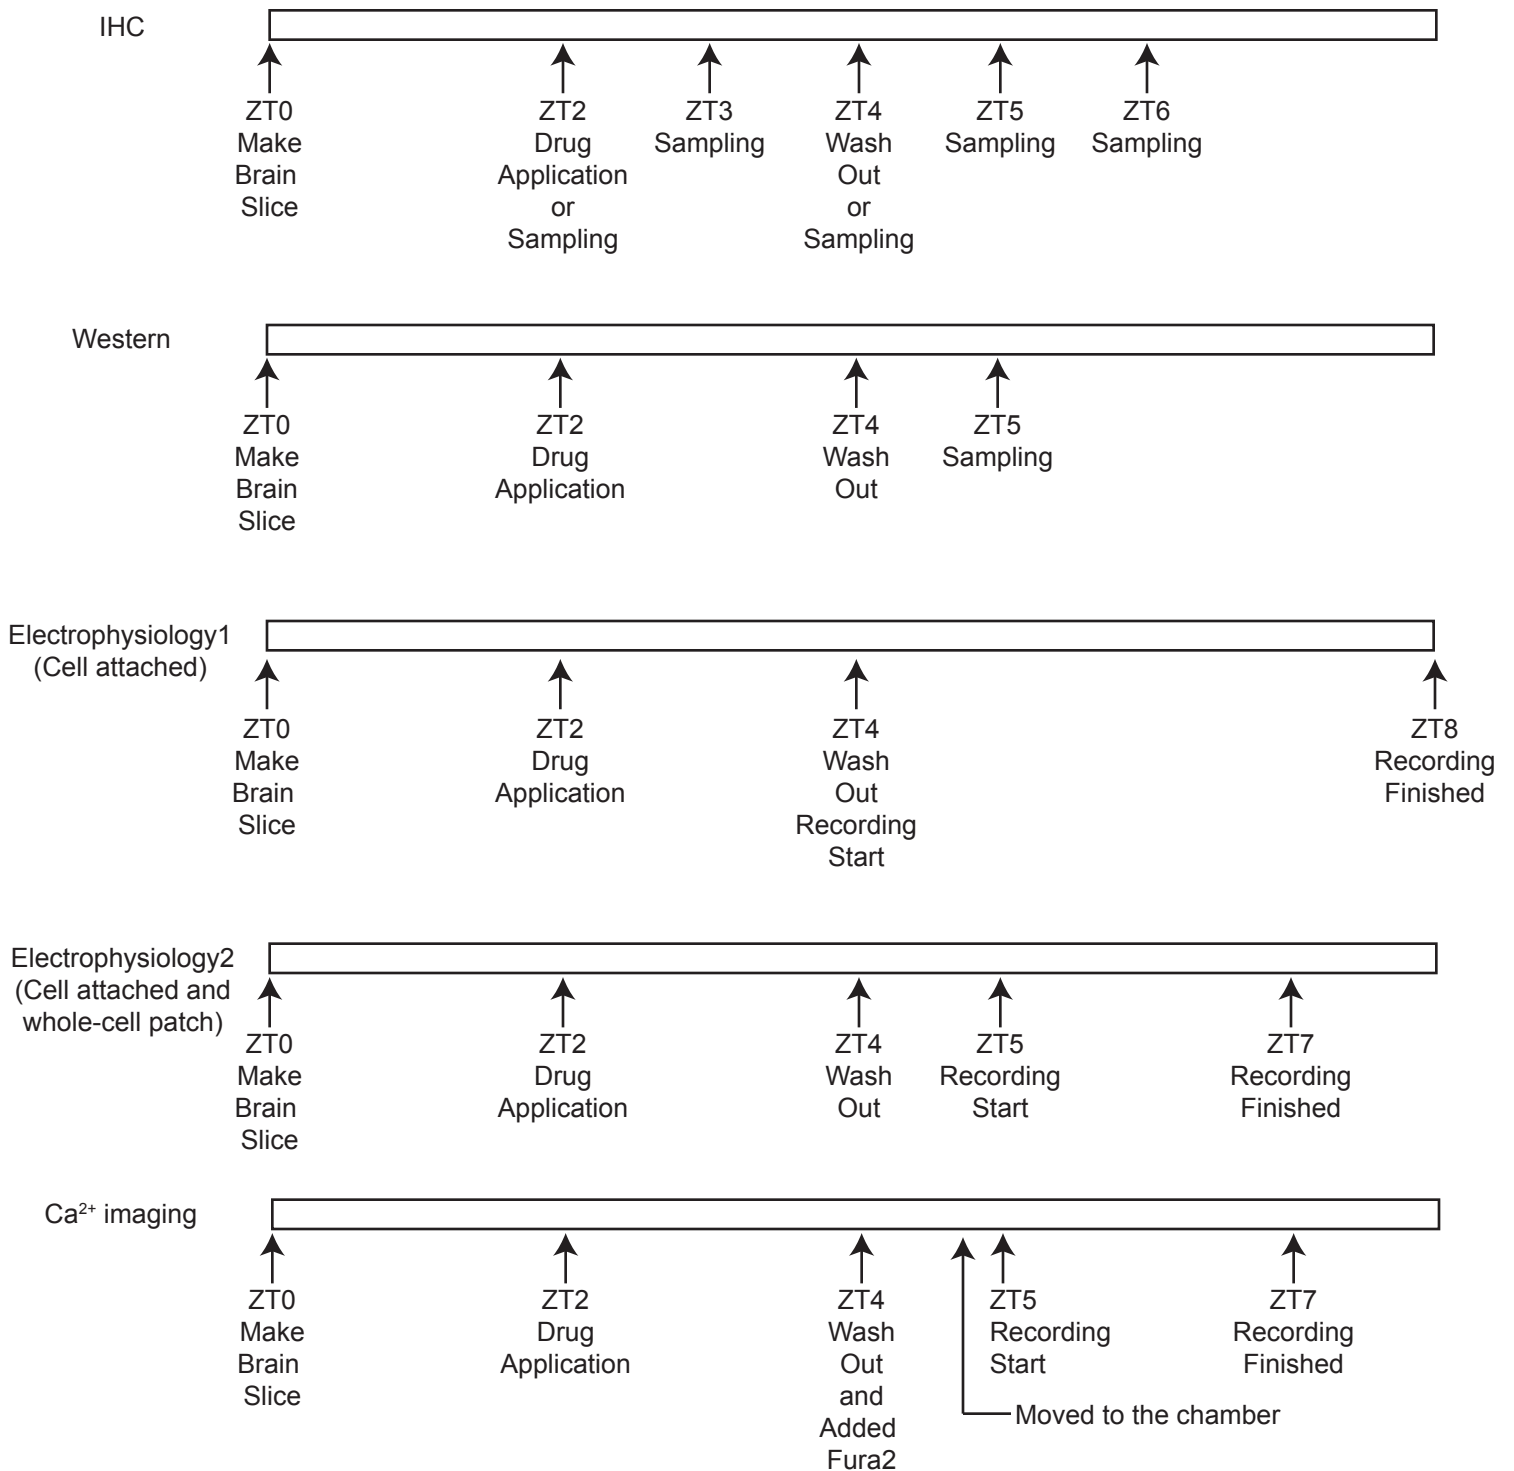 IHC
ZT0
Make
Brain
Slice
ZT2
Drug
Application
or
Sampling
ZT3
Sampling
ZT4
Wash
Out
or
Sampling
ZT5
Sampling
ZT6
Sampling
Western
ZT0
Make
Brain
Slice
ZT2
Drug
Application
ZT4
Wash
Out
ZT5
Sampling
Electrophysiology1
(Cell attached)
ZT0
Make
Brain
Slice
ZT2
Drug
Application
ZT4
Wash
Out
Recording
Start
ZT8
Recording
Finished
Electrophysiology2
(Cell attached and
whole-cell patch)
ZT0
Make
Brain
Slice
ZT2
Drug
Application
ZT4
Wash
Out
ZT5
Recording
Start
ZT7
Recording
Finished
Ca²⁺ imaging
ZT0
Make
Brain
Slice
ZT2
Drug
Application
ZT4
Wash
Out
and
Added
Fura2
ZT5
Recording
Start
Moved to the chamber
ZT7
Recording
Finished